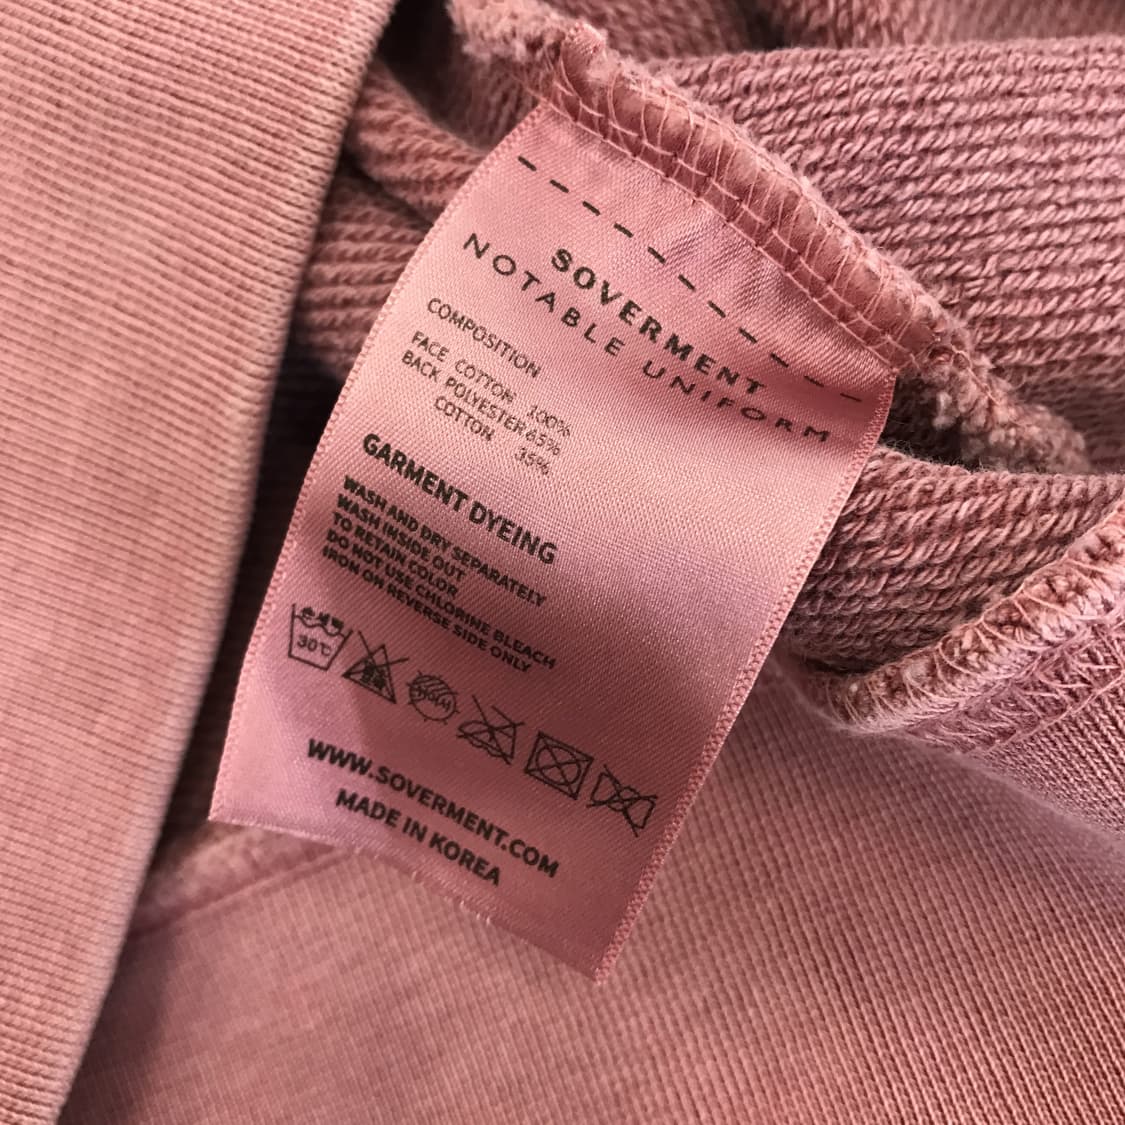 SOVERMENT
NOTABLE UNIFORM
COMPOSITION
FACE COTTON 100%
BACK POLYESTER 65%
COTTON 35%
GARMENT DYEING
WASH AND DRY SEPARATELY
WASH INSIDE OUT
TO RETAIN COLOR
DO NOT USE CHLORINE BLEACH
IRON ON REVERSE SIDE ONLY
30℃
WWW.SOVERMENT.COM
MADE IN KOREA